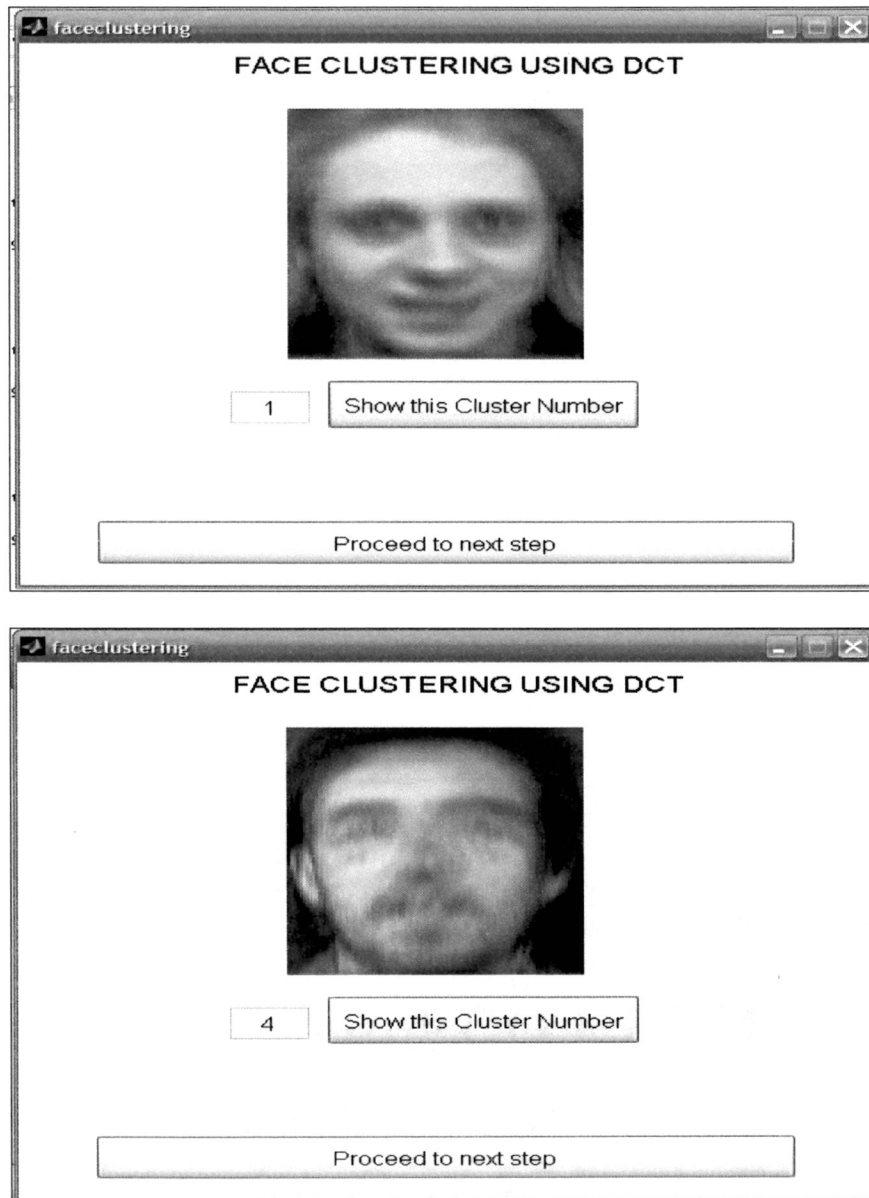 faceclustering
FACE CLUSTERING USING DCT
1
Show this Cluster Number
Proceed to next step
faceclustering
FACE CLUSTERING USING DCT
4
Show this Cluster Number
Proceed to next step